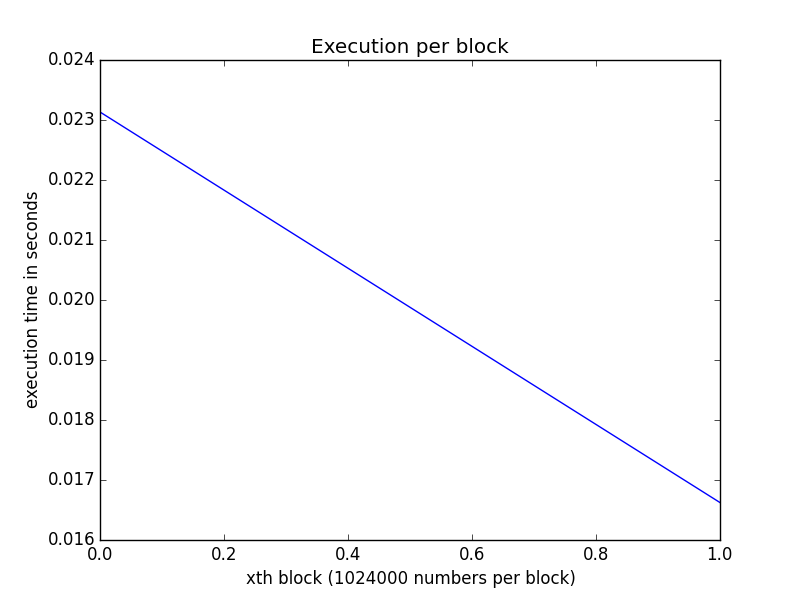 Execution per block
0.024
0.023
0.022
0.021
0.020
0.019
0.018
0.017
0.016
execution time in seconds
0.0 0.2 0.4 0.6 0.8 1.0
xth block (1024000 numbers per block)